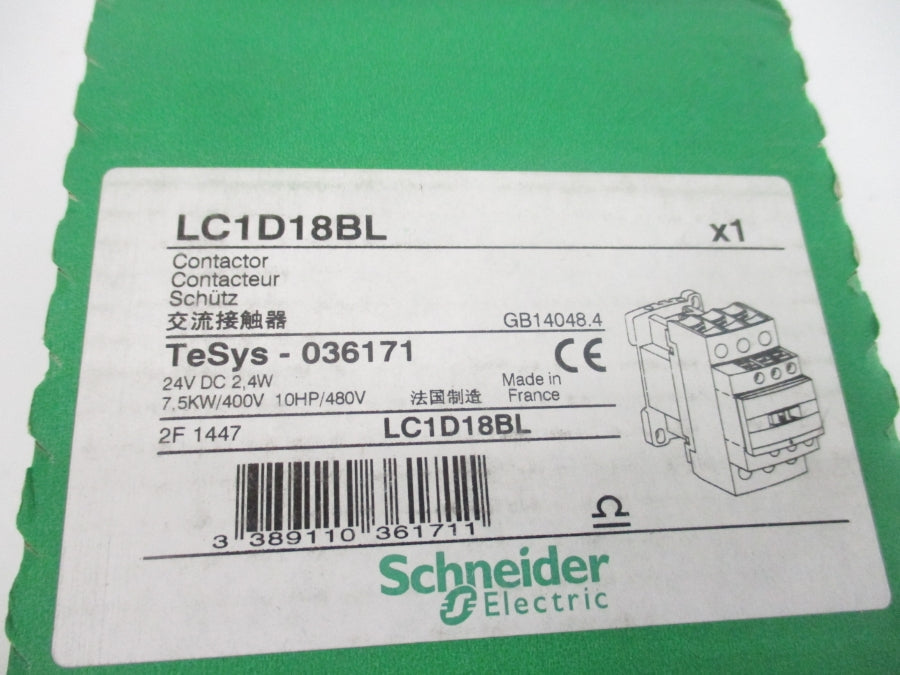 LC1D18BL x1
Contactor
Contacteur
Schütz
交流接触器 GB14048.4
TeSys - 036171 CE
24V DC 2,4W
7,5KW/400V 10HP/480V 法国制造 Made in France
2F 1447 LC1D18BL
3 389110 361711
Schneider
Electric